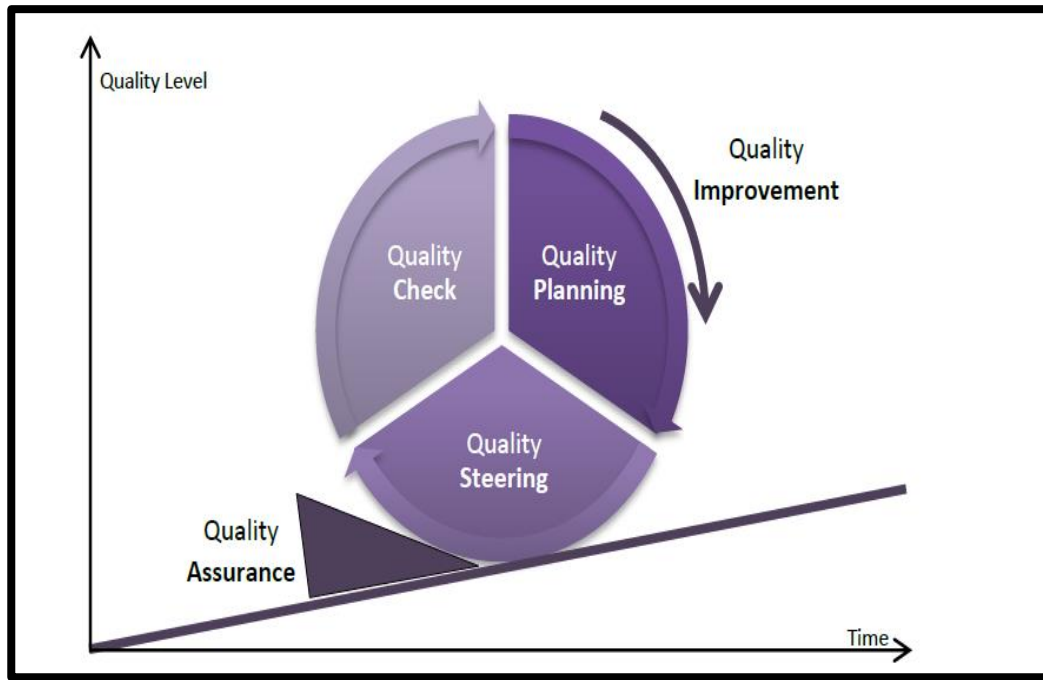 Quality Level
Quality
Improvement
Quality
Check
Quality
Planning
Quality
Steering
Quality
Assurance
Time